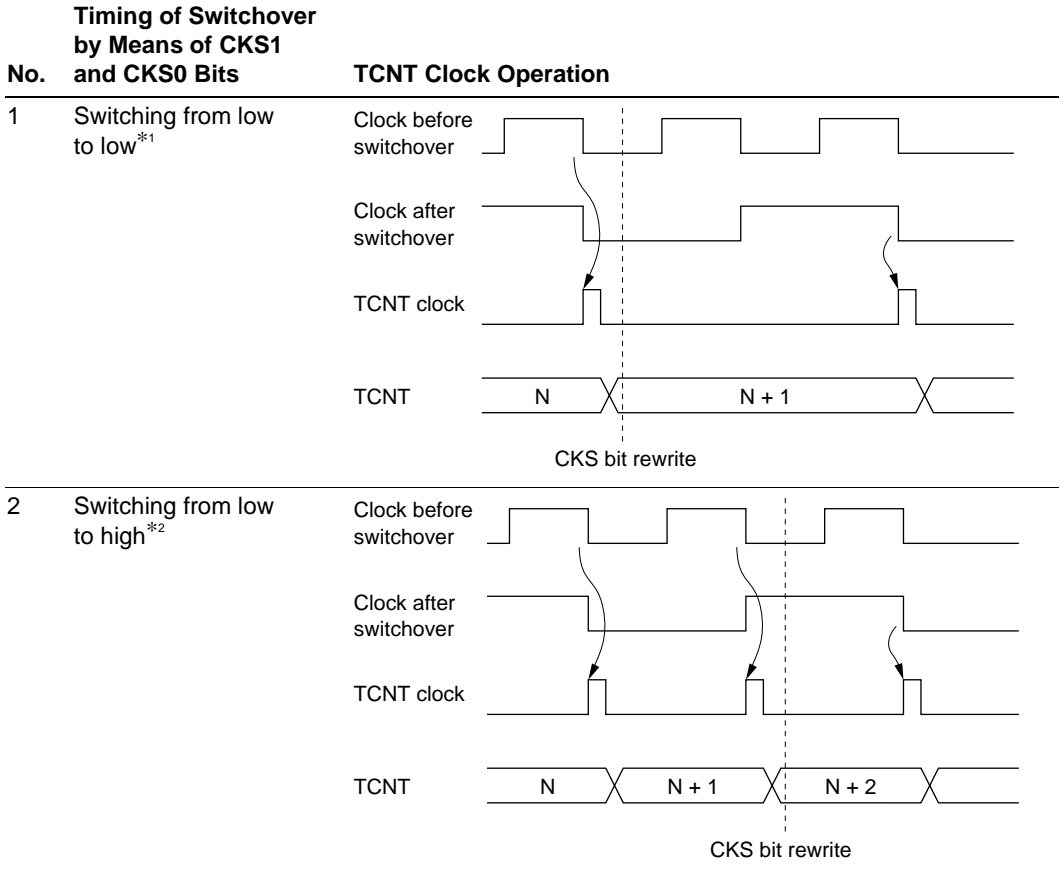 Timing of Switchover
by Means of CKS1
No. and CKS0 Bits TCNT Clock Operation
1 Switching from low
to low*1
Clock before
switchover
Clock after
switchover
TCNT clock
TCNT N N + 1
CKS bit rewrite
2 Switching from low
to high*2
Clock before
switchover
Clock after
switchover
TCNT clock
TCNT N N + 1 N + 2
CKS bit rewrite